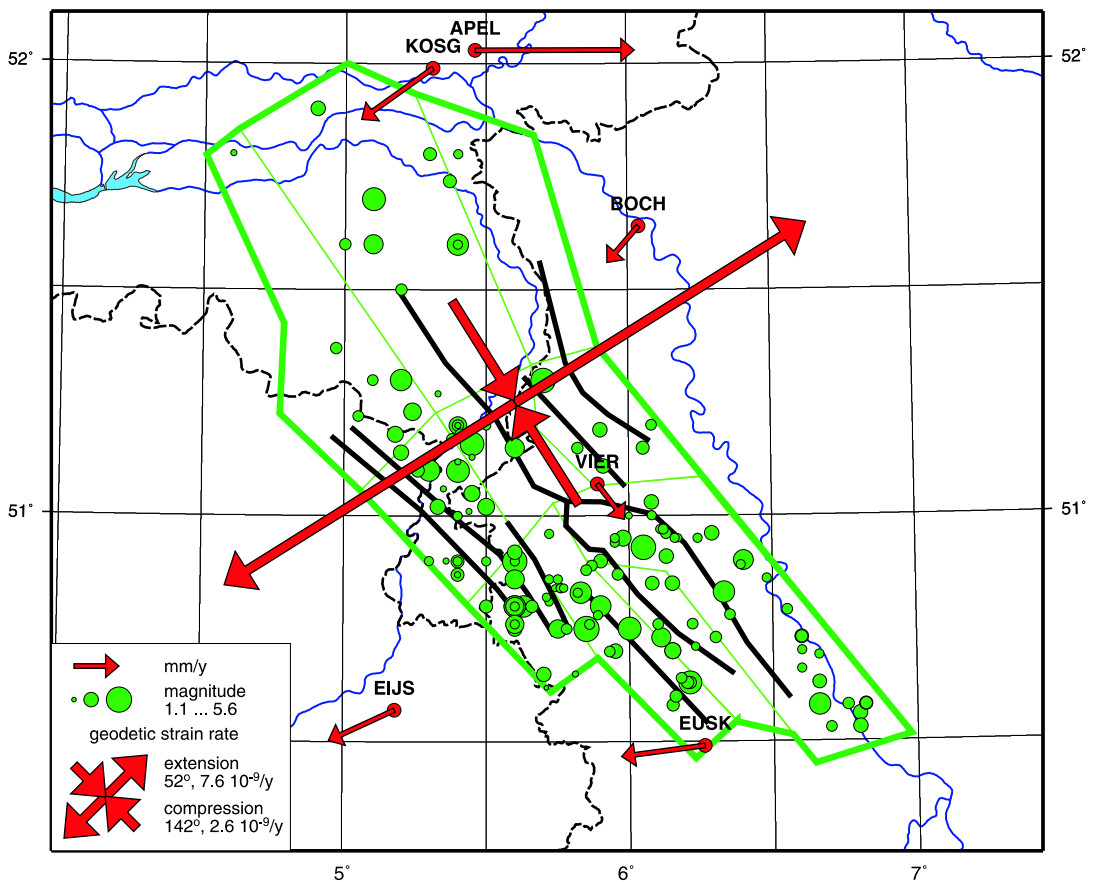 APEL
KOSG
52°
52°
BOCH
VIER
51°
51°
EIJS
EUSK
mm/y
magnitude
1.1 ... 5.6
geodetic strain rate
extension
52°, 7.6 10⁻⁹/y
compression
142°, 2.6 10⁻⁹/y
5°
6°
7°